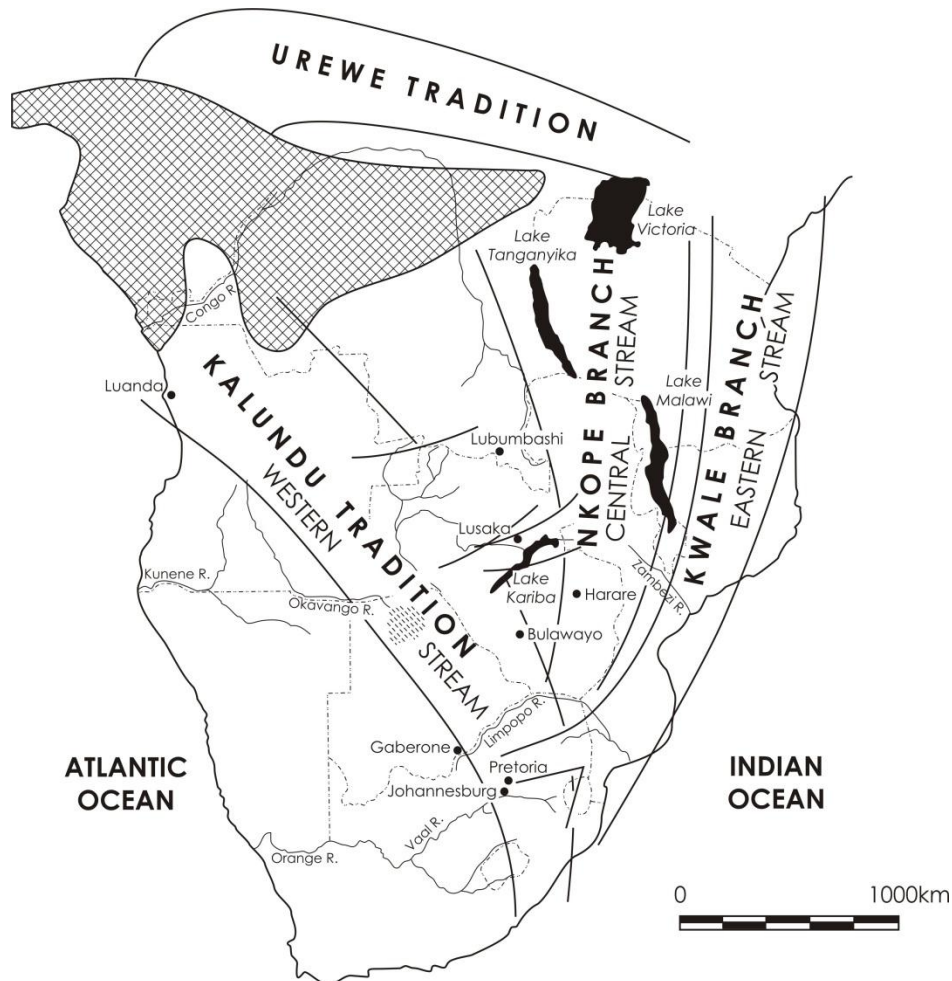 UREWE TRADITION
Lake
Victoria
Lake
Tanganyika
Congo R.
NKOPE BRANCH
CENTRAL STREAM
KWALE BRANCH
EASTERN STREAM
Lake
Malawi
Luanda
KALUNDU TRADITION
WESTERN STREAM
Lubumbashi
Lusaka
Lake
Kariba
Harare
Zambezi R.
Kunene R.
Okavango R.
Bulawayo
Limpopo R.
Gaberone
Pretoria
Johannesburg
ATLANTIC
OCEAN
INDIAN
OCEAN
Vaal R.
Orange R.
0 1000km